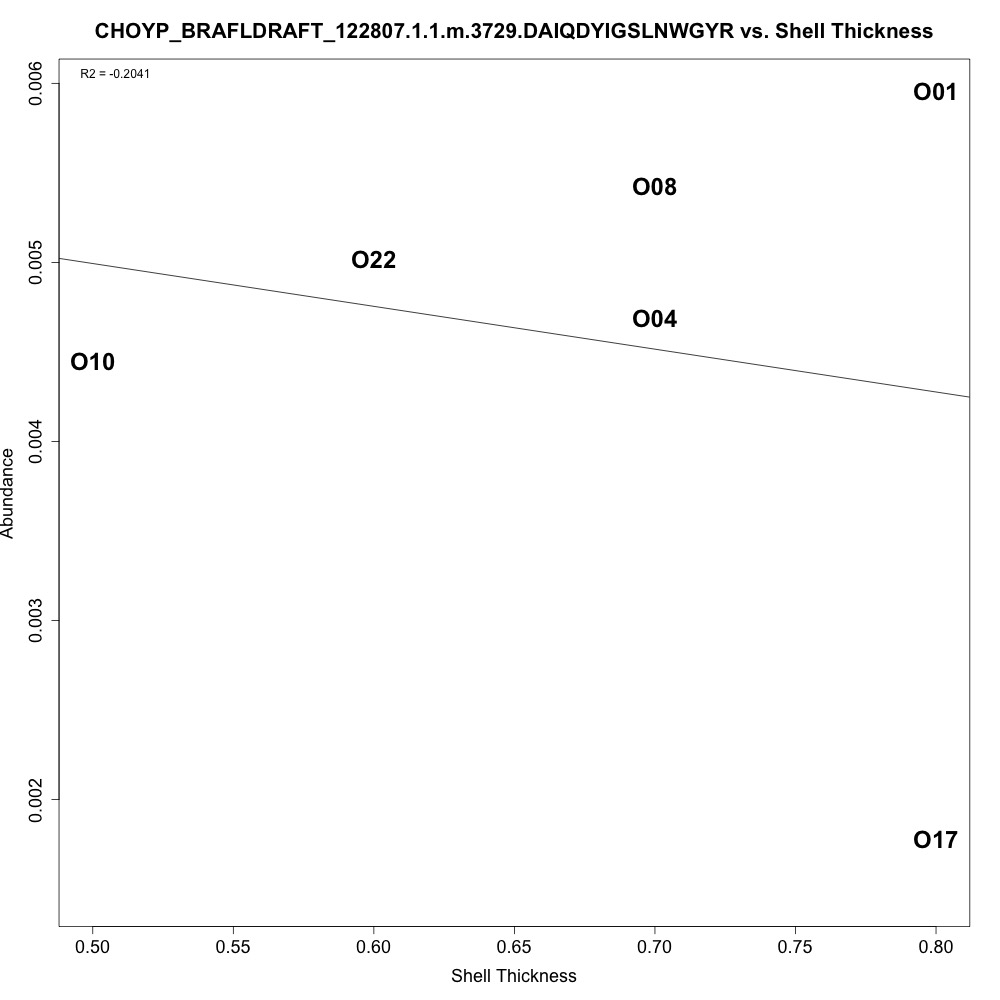 CHOYP_BRAFLDRAFT_122807.1.1.m.3729.DAIQDYIGSLNWGYR vs. Shell Thickness
R2 = -0.2041
0.006
O01
O08
0.005
O22
O04
O10
0.004
Abundance
0.003
0.002
O17
0.50 0.55 0.60 0.65 0.70 0.75 0.80
Shell Thickness